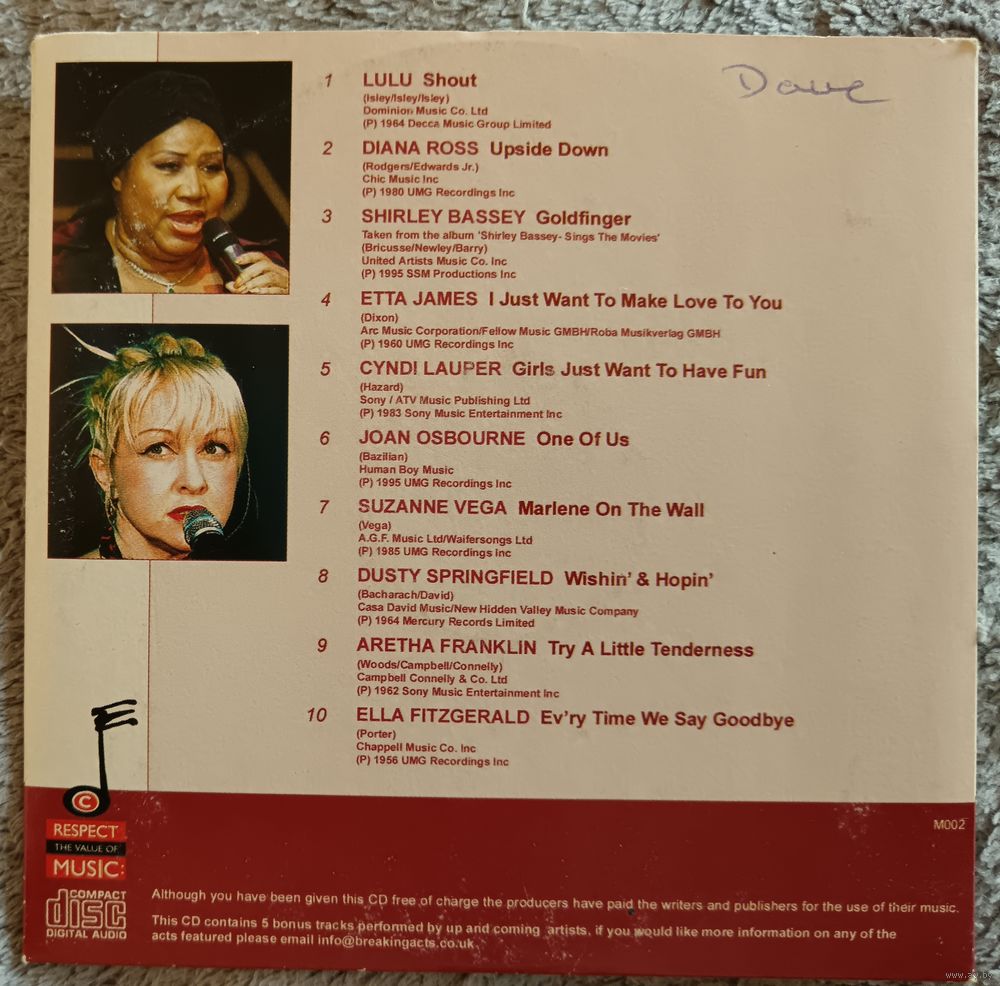 Dave
1 LULU Shout
(Isley/Isley/Isley)
Dominion Music Co. Ltd
(P) 1964 Decca Music Group Limited
2 DIANA ROSS Upside Down
(Rodgers/Edwards Jr.)
Chic Music Inc
(P) 1980 UMG Recordings Inc
3 SHIRLEY BASSEY Goldfinger
Taken from the album 'Shirley Bassey- Sings The Movies'
(Bricusse/Newley/Barry)
United Artists Music Co. Inc
(P) 1995 SSM Productions Inc
4 ETTA JAMES I Just Want To Make Love To You
(Dixon)
Arc Music Corporation/Fellow Music GMBH/Roba Musikverlag GMBH
(P) 1960 UMG Recordings Inc
5 CYNDI LAUPER Girls Just Want To Have Fun
(Hazard)
Sony / ATV Music Publishing Ltd
(P) 1983 Sony Music Entertainment Inc
6 JOAN OSBOURNE One Of Us
(Bazilian)
Human Boy Music
(P) 1995 UMG Recordings Inc
7 SUZANNE VEGA Marlene On The Wall
(Vega)
A.G.F. Music Ltd/Waifersongs Ltd
(P) 1985 UMG Recordings Inc
8 DUSTY SPRINGFIELD Wishin' & Hopin'
(Bacharach/David)
Casa David Music/New Hidden Valley Music Company
(P) 1964 Mercury Records Limited
9 ARETHA FRANKLIN Try A Little Tenderness
(Woods/Campbell/Connelly)
Campbell Connelly & Co. Ltd
(P) 1962 Sony Music Entertainment Inc
10 ELLA FITZGERALD Ev'ry Time We Say Goodbye
(Porter)
Chappell Music Co. Inc
(P) 1956 UMG Recordings Inc
C
RESPECT
THE VALUE OF
MUSIC:
M002
COMPACT
disc
DIGITAL AUDIO
Although you have been given this CD free of charge the producers have paid the writers and publishers for the use of their music.
This CD contains 5 bonus tracks performed by up and coming artists, if you would like more information on any of the
acts featured please email info@breakingacts.co.uk
www.ay.by